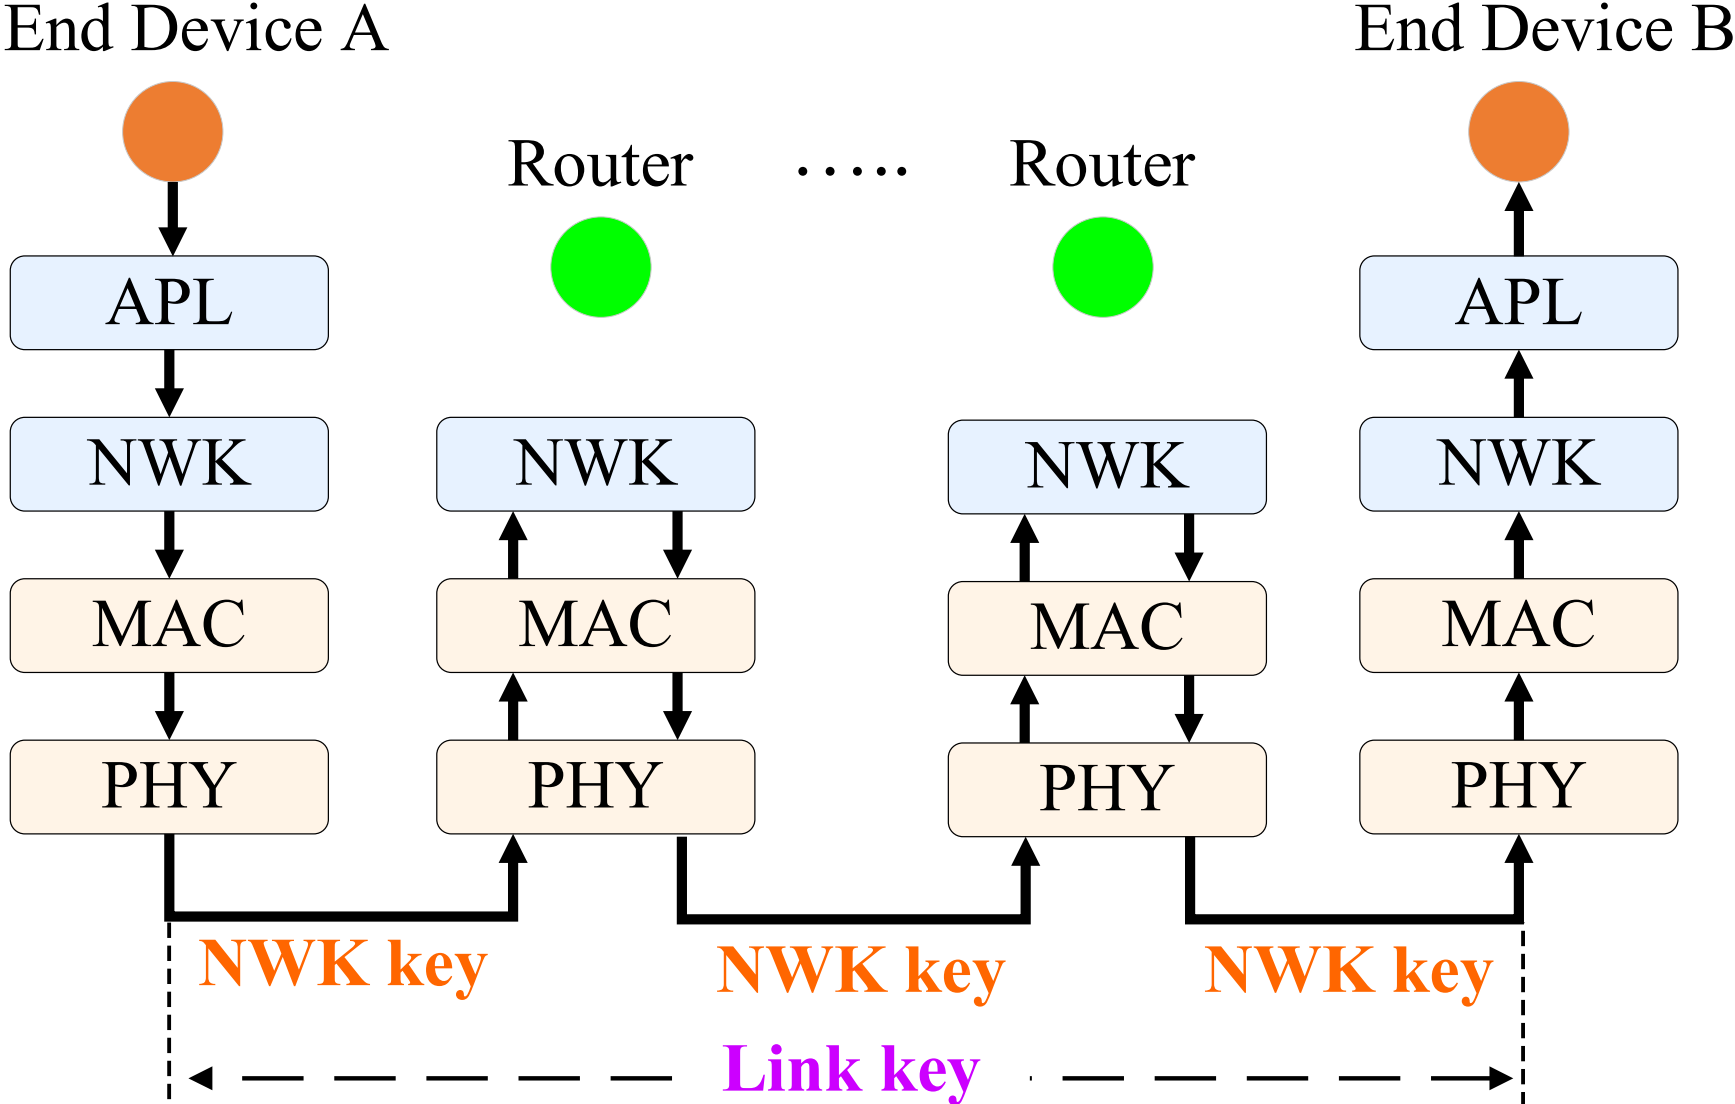 End Device A
End Device B
Router
.....
Router
APL
APL
NWK
NWK
NWK
NWK
MAC
MAC
MAC
MAC
PHY
PHY
PHY
PHY
NWK key
NWK key
NWK key
Link key